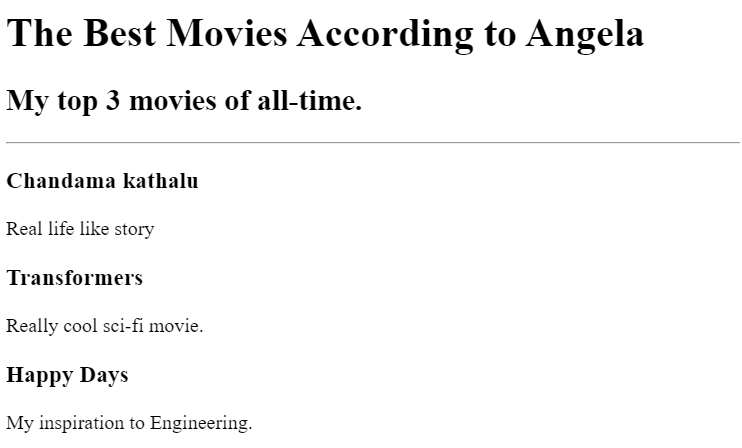 The Best Movies According to Angela
My top 3 movies of all-time.
Chandama kathalu
Real life like story
Transformers
Really cool sci-fi movie.
Happy Days
My inspiration to Engineering.